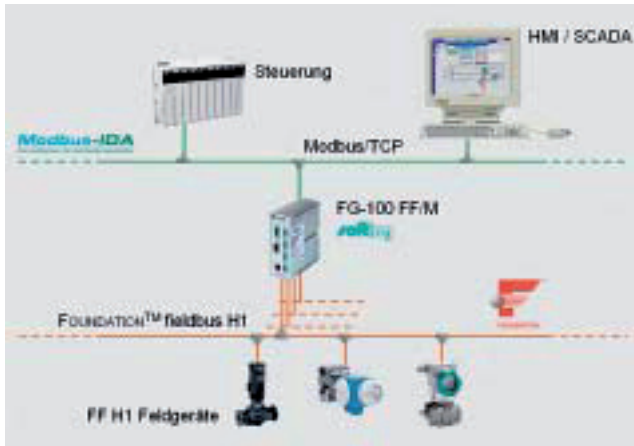 HMI / SCADA
Steuerung
Modbus-IDA
Modbus/TCP
FG-100 FF/M
softing
FOUNDATION™ fieldbus H1
FF H1 Feldgeräte